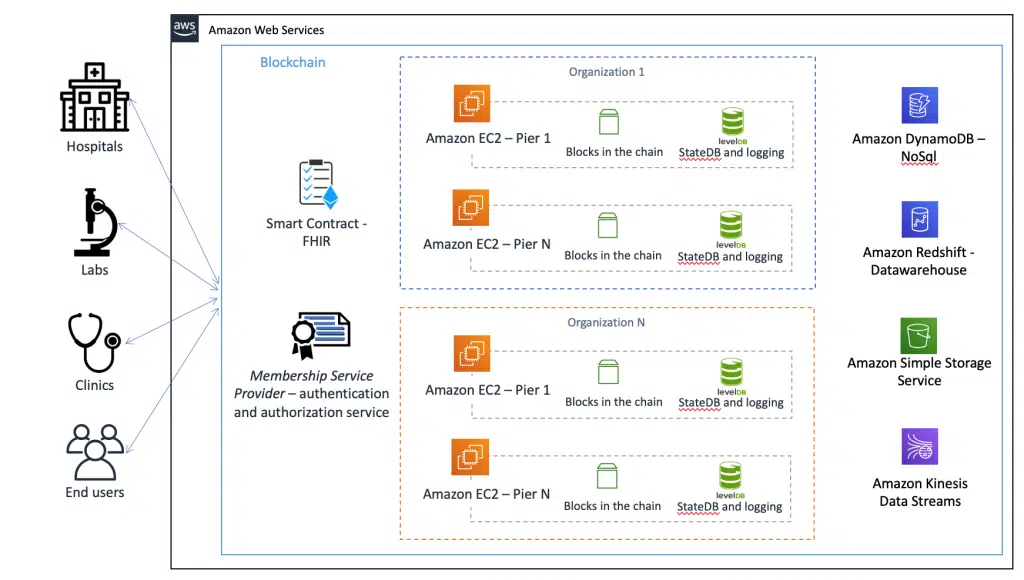 aws
Amazon Web Services
Blockchain
Hospitals
Labs
Clinics
End users
Smart Contract -
FHIR
Membership Service
Provider – authentication
and authorization service
Organization 1
Amazon EC2 – Pier 1
Blocks in the chain
levelDB
StateDB and logging
Amazon EC2 – Pier N
Blocks in the chain
levelDB
StateDB and logging
Organization N
Amazon EC2 – Pier 1
Blocks in the chain
levelDB
StateDB and logging
Amazon EC2 – Pier N
Blocks in the chain
levelDB
StateDB and logging
Amazon DynamoDB –
NoSql
Amazon Redshift -
Datawarehouse
Amazon Simple Storage
Service
Amazon Kinesis
Data Streams